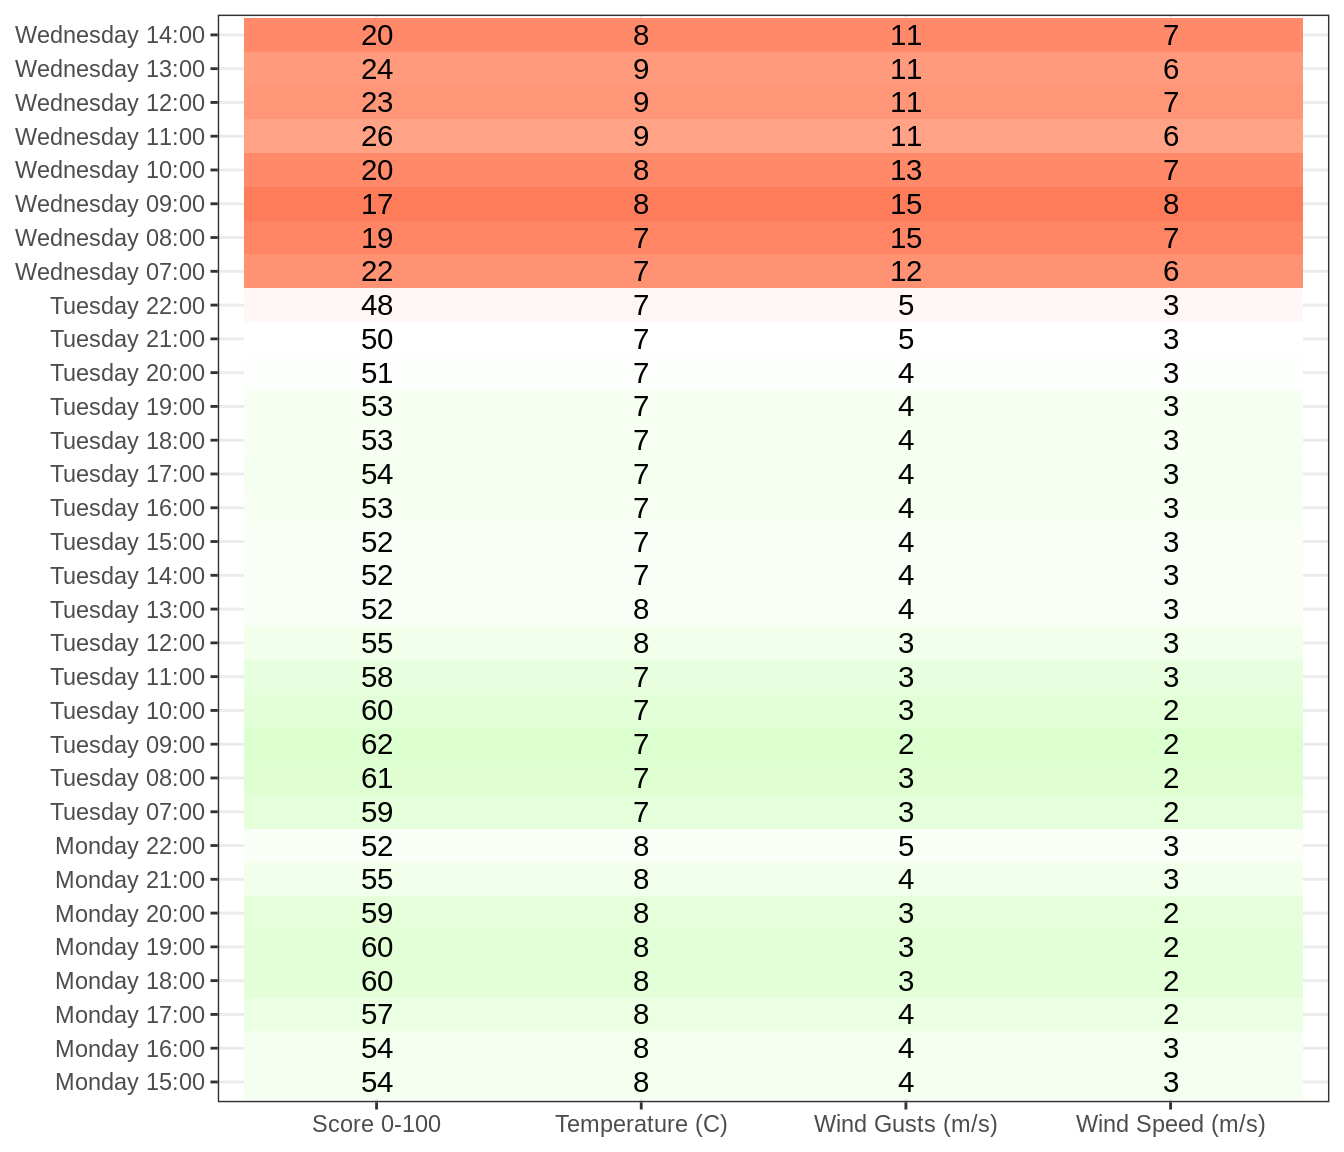 Wednesday 14:00 20 8 11 7
Wednesday 13:00 24 9 11 6
Wednesday 12:00 23 9 11 7
Wednesday 11:00 26 9 11 6
Wednesday 10:00 20 8 13 7
Wednesday 09:00 17 8 15 8
Wednesday 08:00 19 7 15 7
Wednesday 07:00 22 7 12 6
Tuesday 22:00 48 7 5 3
Tuesday 21:00 50 7 5 3
Tuesday 20:00 51 7 4 3
Tuesday 19:00 53 7 4 3
Tuesday 18:00 53 7 4 3
Tuesday 17:00 54 7 4 3
Tuesday 16:00 53 7 4 3
Tuesday 15:00 52 7 4 3
Tuesday 14:00 52 7 4 3
Tuesday 13:00 52 8 4 3
Tuesday 12:00 55 8 3 3
Tuesday 11:00 58 7 3 3
Tuesday 10:00 60 7 3 2
Tuesday 09:00 62 7 2 2
Tuesday 08:00 61 7 3 2
Tuesday 07:00 59 7 3 2
Monday 22:00 52 8 5 3
Monday 21:00 55 8 4 3
Monday 20:00 59 8 3 2
Monday 19:00 60 8 3 2
Monday 18:00 60 8 3 2
Monday 17:00 57 8 4 2
Monday 16:00 54 8 4 3
Monday 15:00 54 8 4 3
Score 0-100 Temperature (C) Wind Gusts (m/s) Wind Speed (m/s)